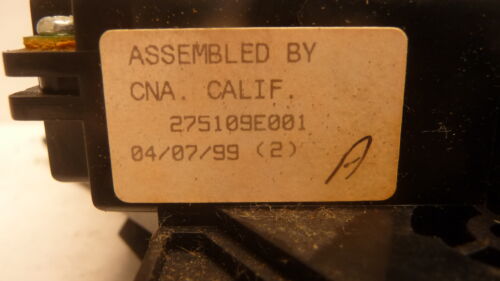 ASSEMBLED BY
CNA. CALIF.
275109E001
04/07/99 (2)
A